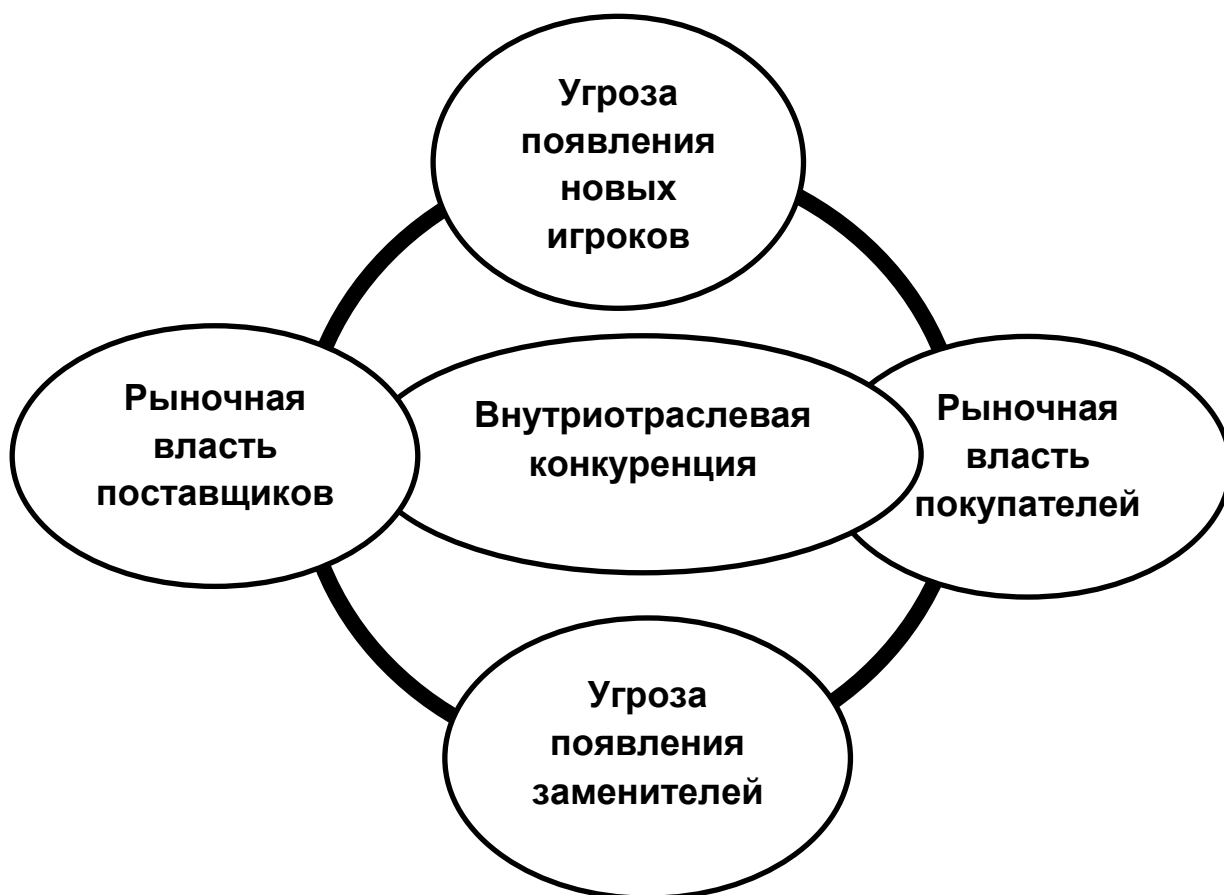 Угроза
появления
новых
игроков
Рыночная
власть
поставщиков
Внутриотраслевая
конкуренция
Рыночная
власть
покупателей
Угроза
появления
заменителей